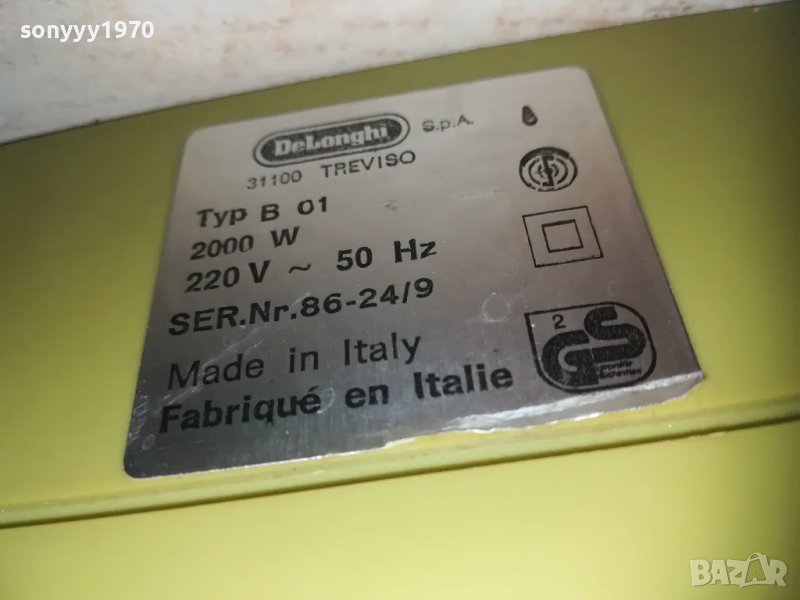 sonyyy1970
DeLonghi S.p.A.
31100 TREVISO
Typ B 01
2000 W
220 V ~ 50 Hz
SER.Nr.86-24/9
Made in Italy
Fabriqué en Italie
2
GS
BAZAR